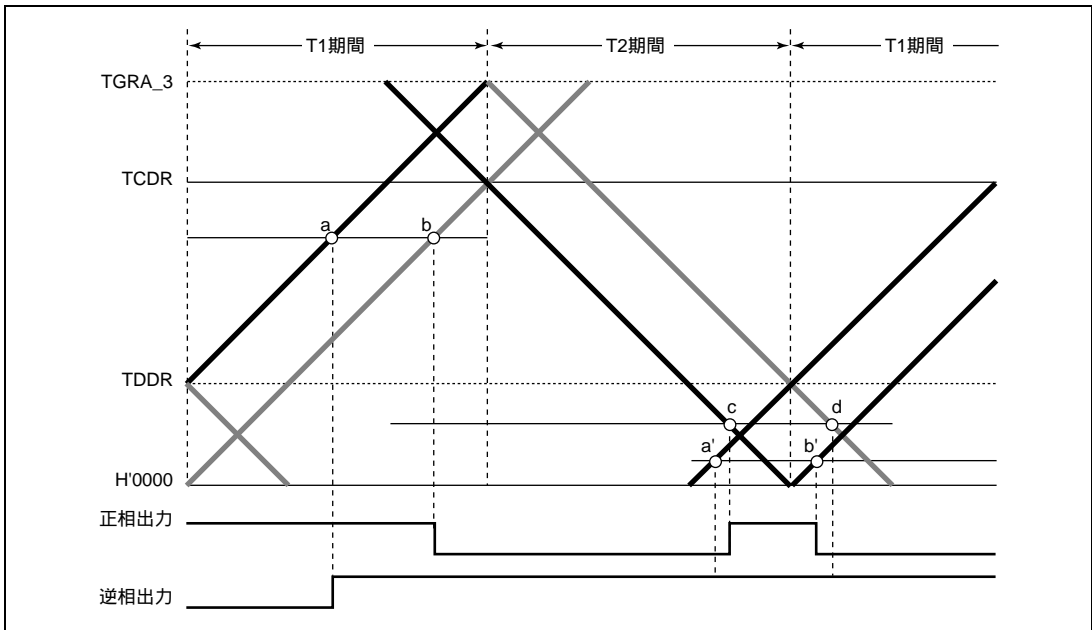 T1期間
T2期間
T1期間
TGRA_3
TCDR
a
b
TDDR
c
d
a'
b'
H'0000
正相出力
逆相出力